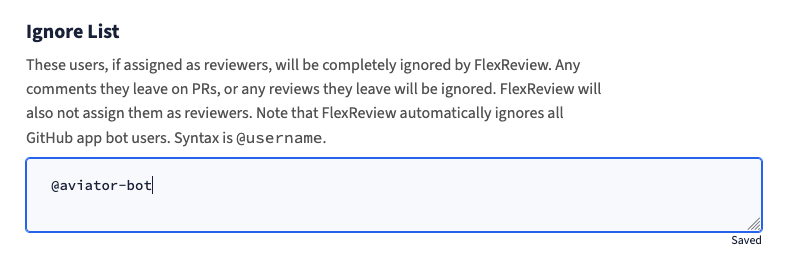 Ignore List
These users, if assigned as reviewers, will be completely ignored by FlexReview. Any
comments they leave on PRs, or any reviews they leave will be ignored. FlexReview will
also not assign them as reviewers. Note that FlexReview automatically ignores all
GitHub app bot users. Syntax is @username.
@aviator-bot
Saved